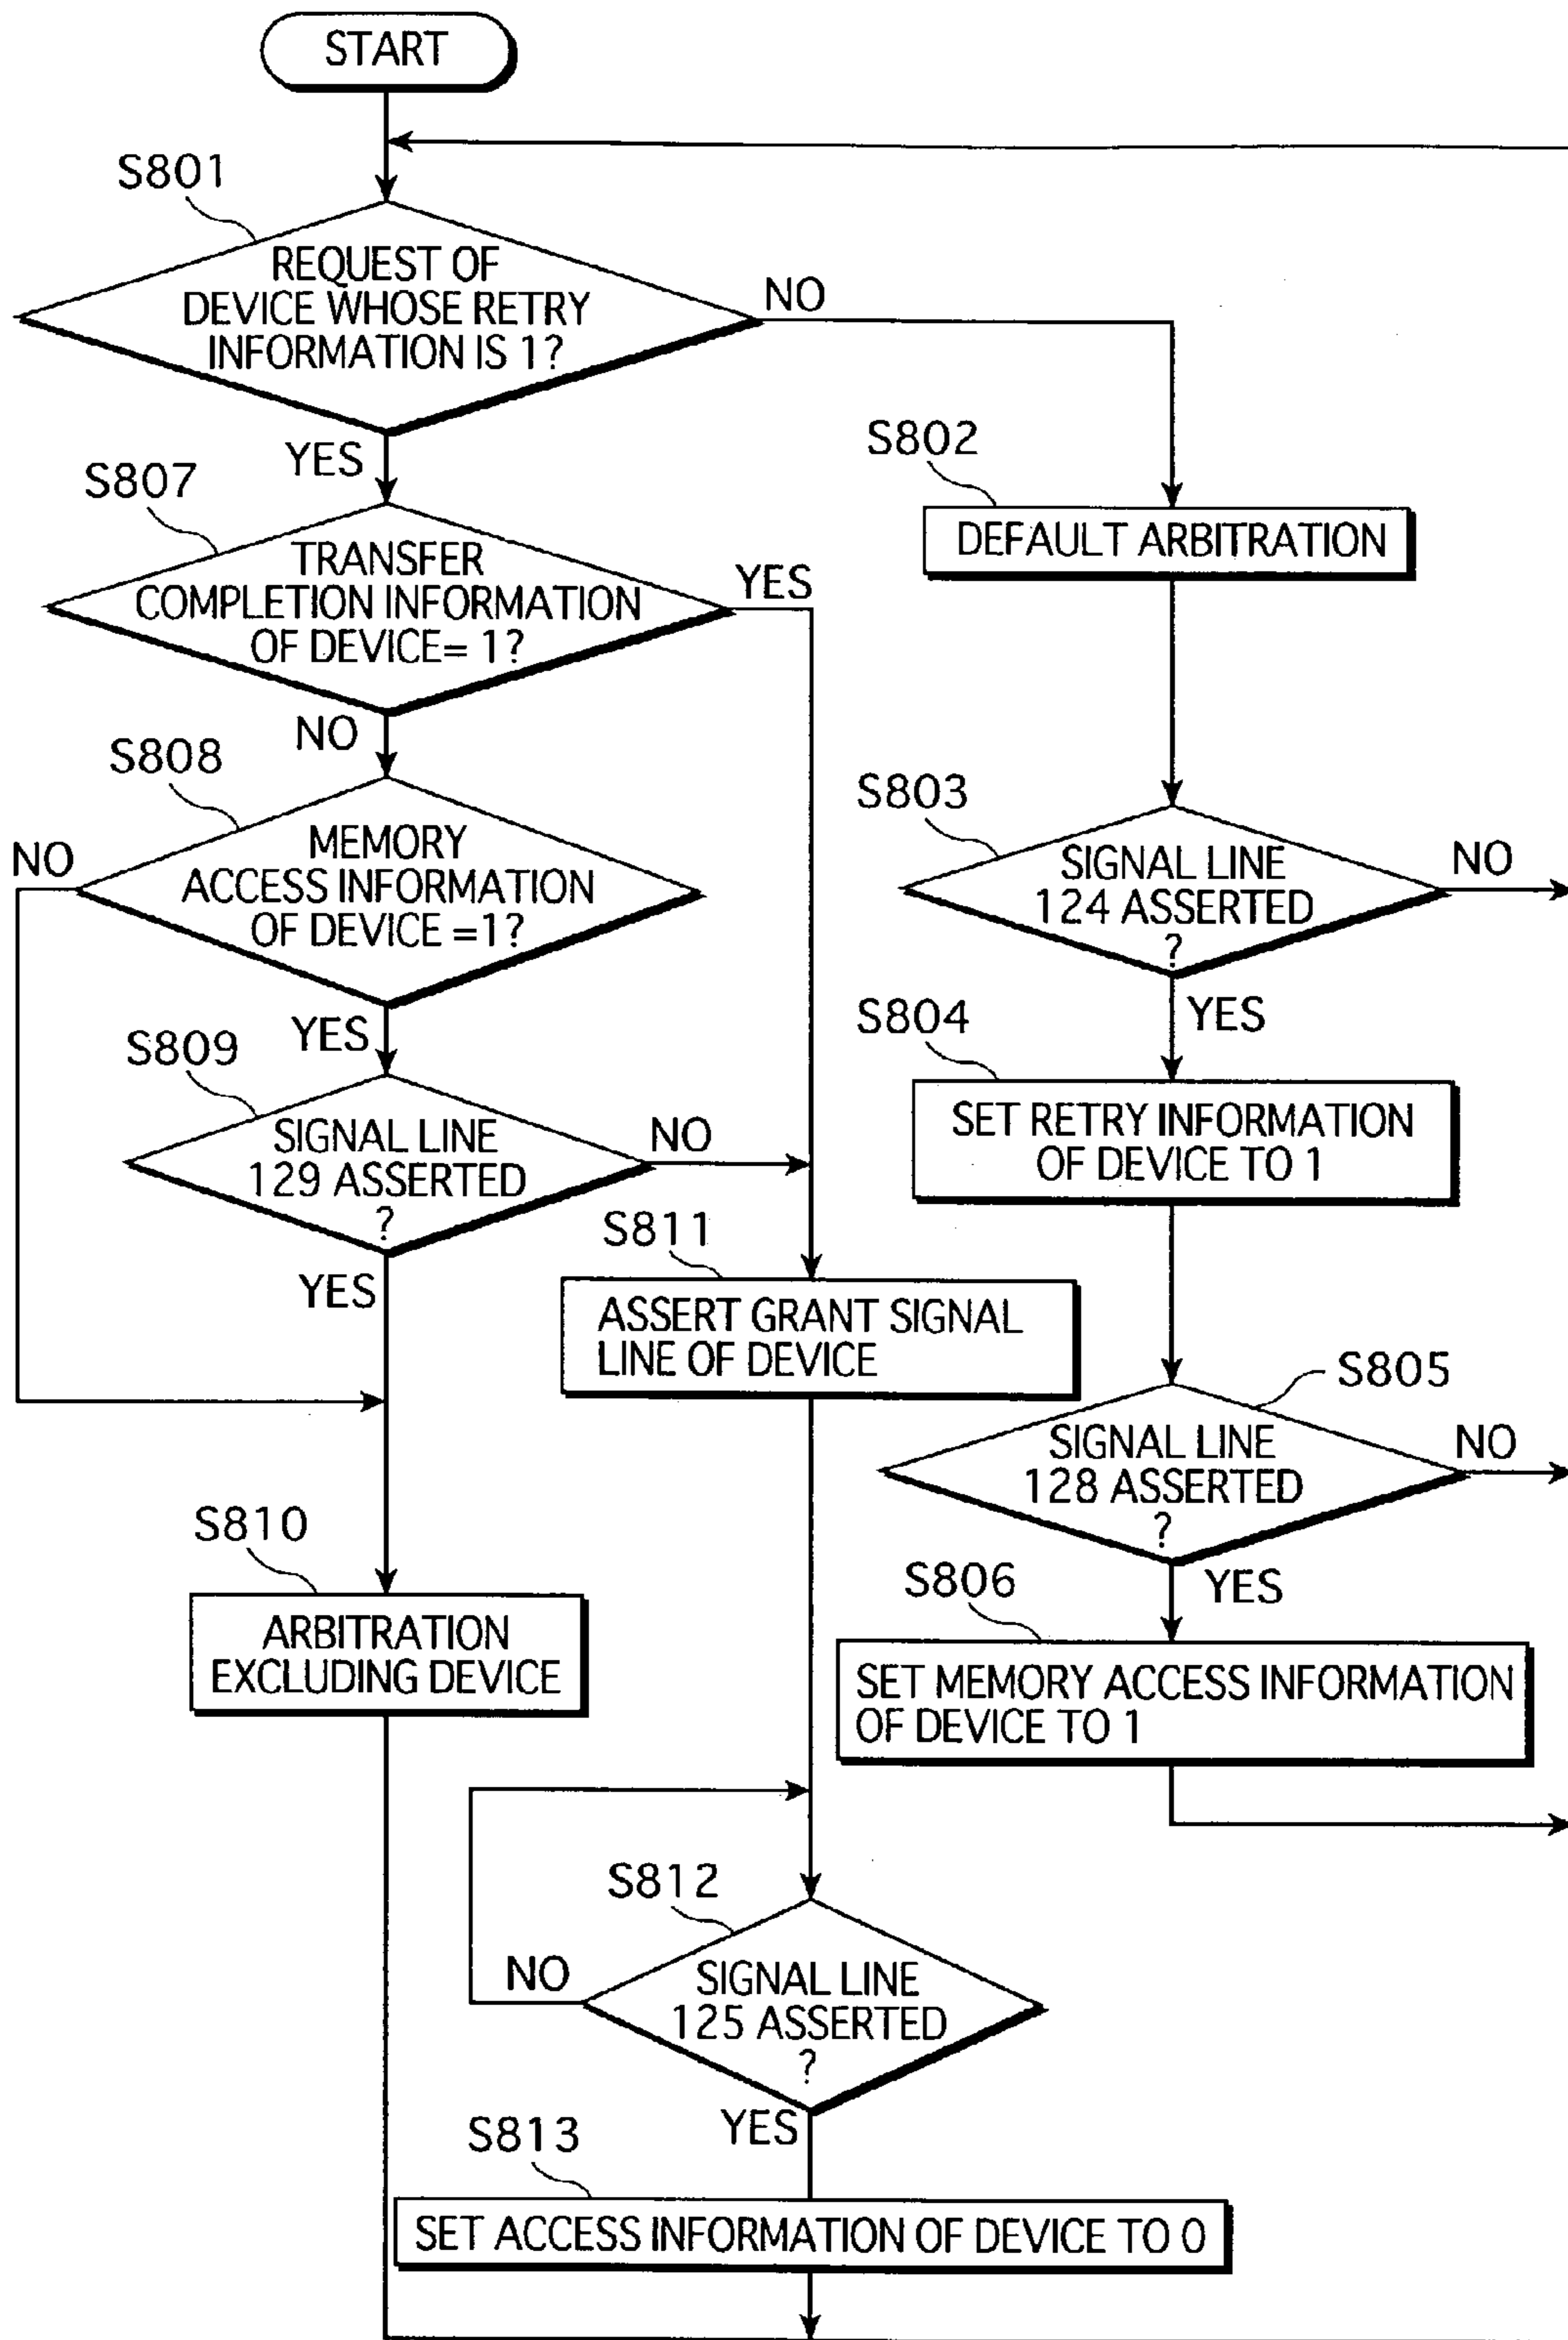 START
S801
REQUEST OF
DEVICE WHOSE RETRY
INFORMATION IS 1?
NO
YES
S802
DEFAULT ARBITRATION
S807
TRANSFER
COMPLETION INFORMATION
OF DEVICE= 1?
YES
NO
S808
MEMORY
ACCESS INFORMATION
OF DEVICE =1?
NO
YES
S803
SIGNAL LINE
124 ASSERTED
?
NO
YES
S809
SIGNAL LINE
129 ASSERTED
?
NO
YES
S804
SET RETRY INFORMATION
OF DEVICE TO 1
S811
ASSERT GRANT SIGNAL
LINE OF DEVICE
S805
SIGNAL LINE
128 ASSERTED
?
NO
YES
S810
ARBITRATION
EXCLUDING DEVICE
S806
SET MEMORY ACCESS INFORMATION
OF DEVICE TO 1
S812
SIGNAL LINE
125 ASSERTED
?
NO
YES
S813
SET ACCESS INFORMATION OF DEVICE TO 0